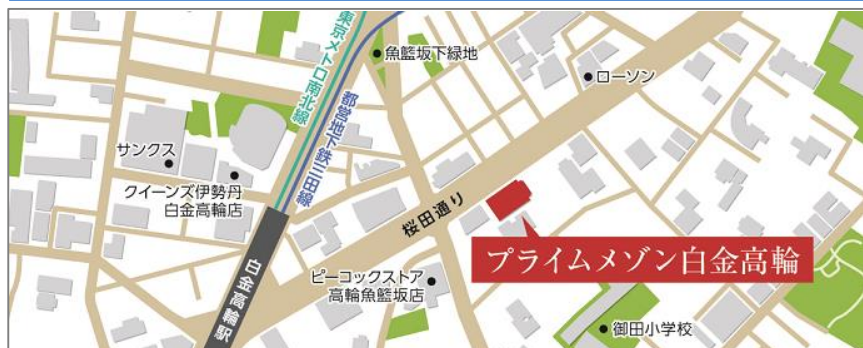 東京メトロ南北線
都営地下鉄三田線
魚籃坂下緑地
ローソン
サンクス
クイーンズ伊勢丹
白金高輪店
桜田通り
プライムメゾン白金高輪
白金高輪駅
ピーコックストア
高輪魚籃坂店
御田小学校